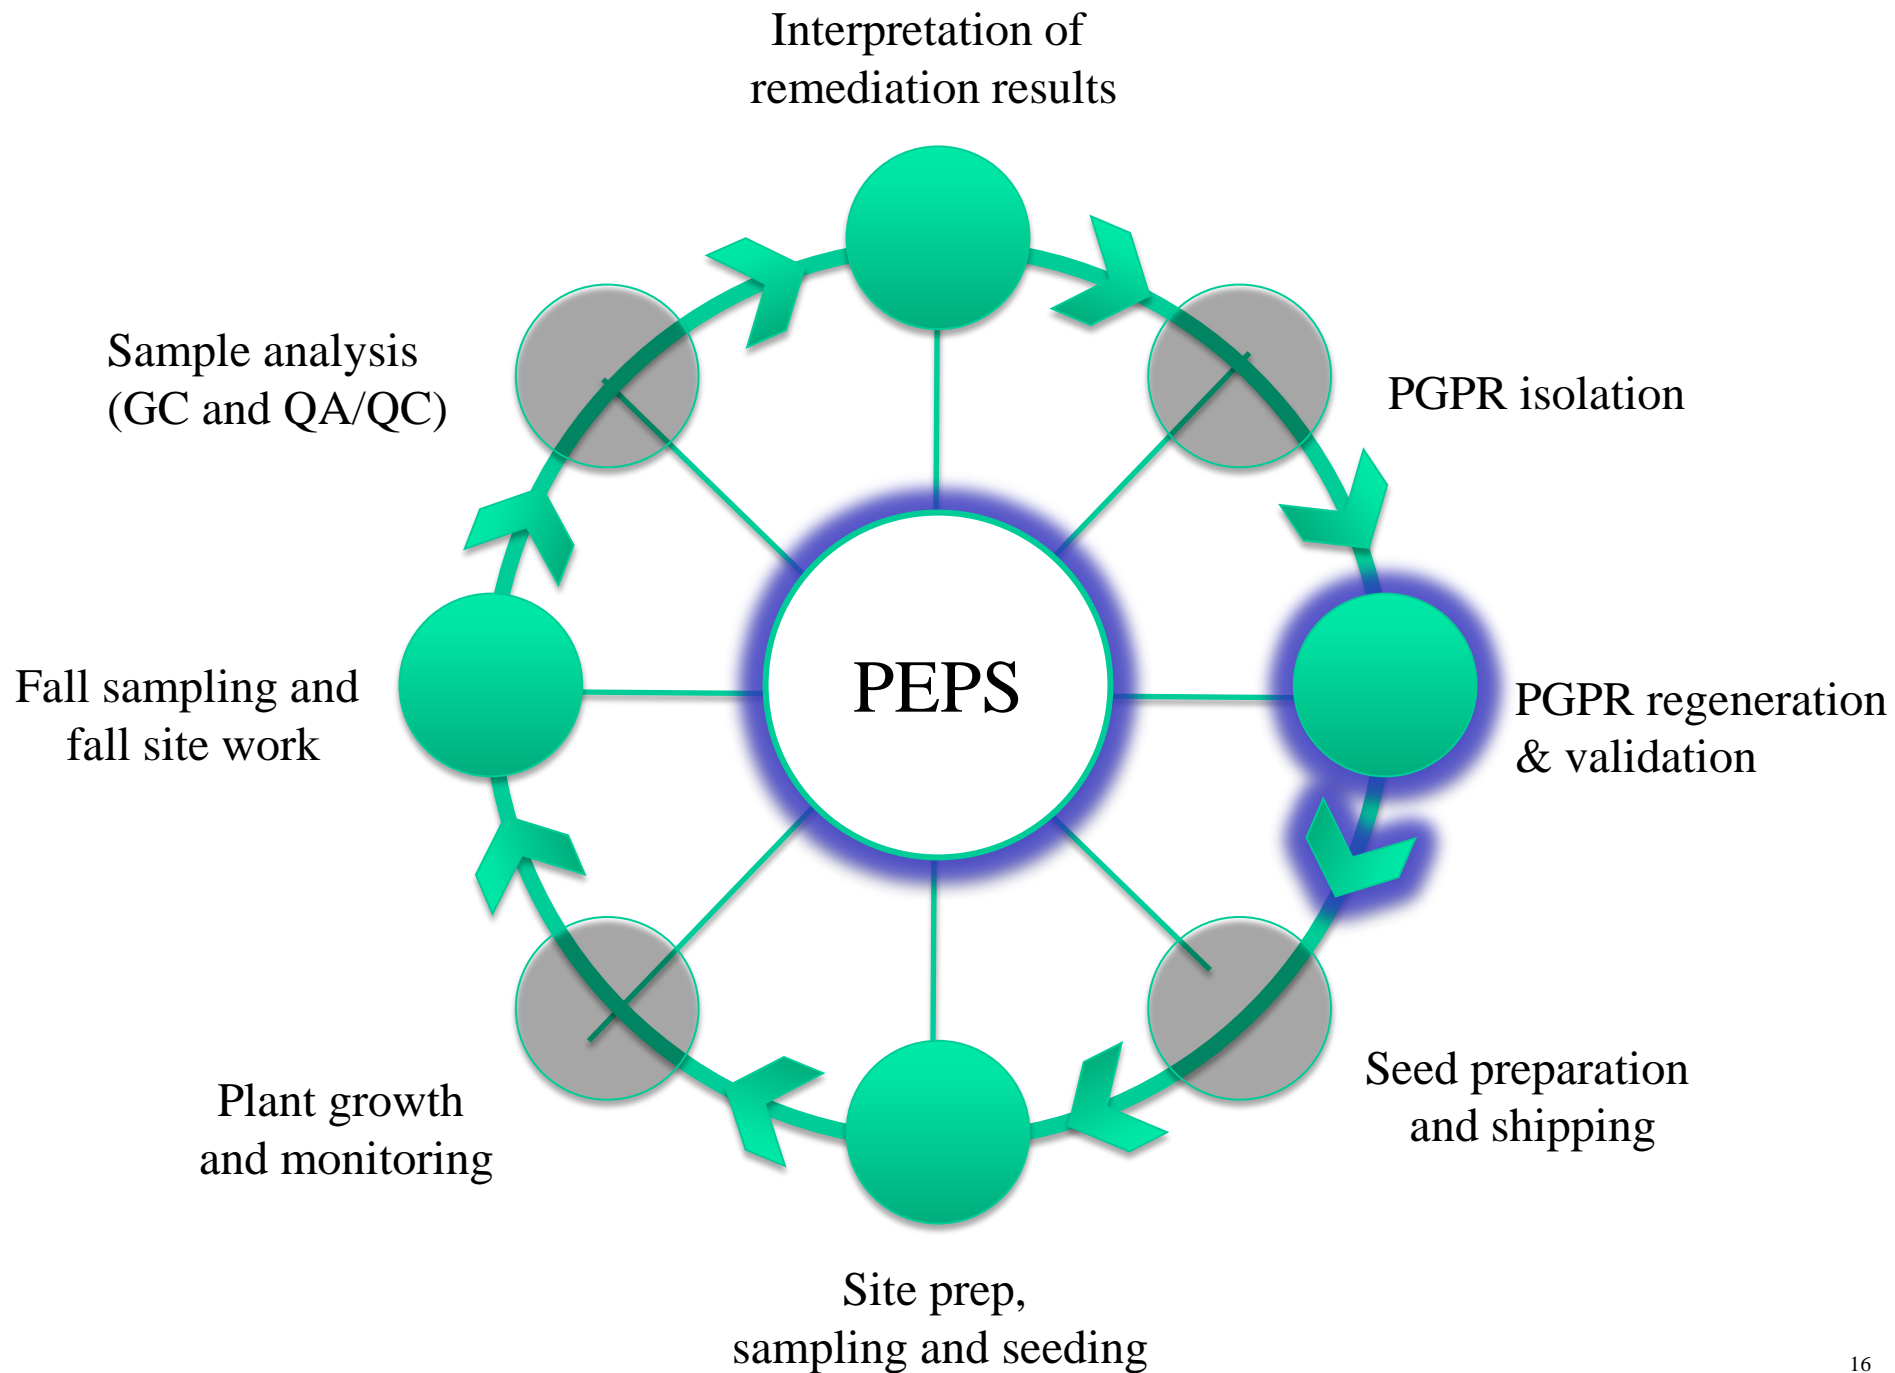 Interpretation of
remediation results
Sample analysis
(GC and QA/QC)
PGPR isolation
Fall sampling and
fall site work
PEPS
PGPR regeneration
& validation
Plant growth
and monitoring
Seed preparation
and shipping
Site prep,
sampling and seeding
16